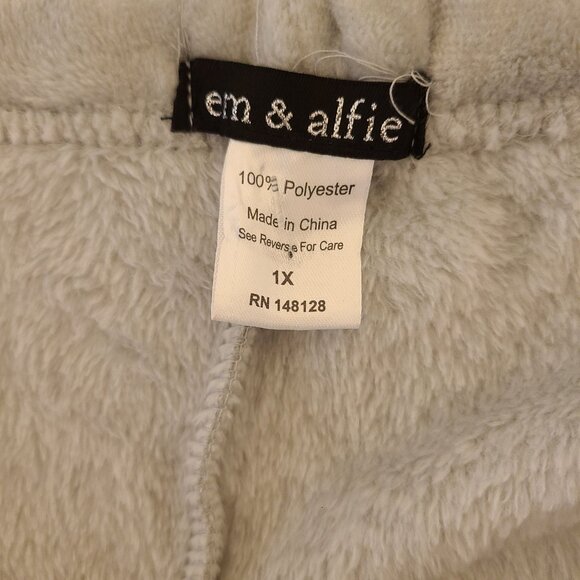 em & alfie
100% Polyester
Made in China
See Reverse For Care
1X
RN 148128